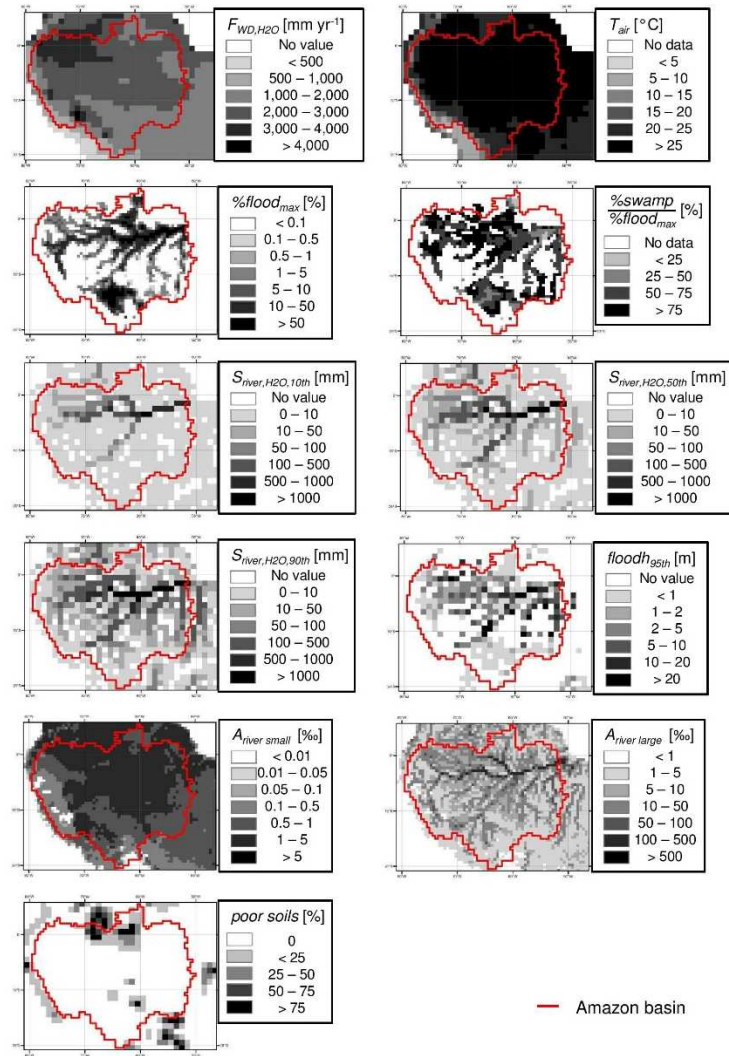 F_WD,H2O [mm yr⁻¹]
No value
< 500
500 – 1,000
1,000 – 2,000
2,000 – 3,000
3,000 – 4,000
> 4,000
T_air [°C]
No data
< 5
5 – 10
10 – 15
15 – 20
20 – 25
> 25
%flood_max [%]
< 0.1
0.1 – 0.5
0.5 – 1
1 – 5
5 – 10
10 – 50
> 50
%swamp
%flood_max [%]
No data
< 25
25 – 50
50 – 75
> 75
S_river,H2O,10th [mm]
No value
0 – 10
10 – 50
50 – 100
100 – 500
500 – 1000
> 1000
S_river,H2O,50th [mm]
No value
0 – 10
10 – 50
50 – 100
100 – 500
500 – 1000
> 1000
S_river,H2O,90th [mm]
No value
0 – 10
10 – 50
50 – 100
100 – 500
500 – 1000
> 1000
floodh_95th [m]
No value
< 1
1 – 2
2 – 5
5 – 10
10 – 20
> 20
A_river small [‰]
< 0.01
0.01 – 0.05
0.05 – 0.1
0.1 – 0.5
0.5 – 1
1 – 5
> 5
A_river large [‰]
< 1
1 – 5
5 – 10
10 – 50
50 – 100
100 – 500
> 500
poor soils [%]
0
< 25
25 – 50
50 – 75
> 75
Amazon basin